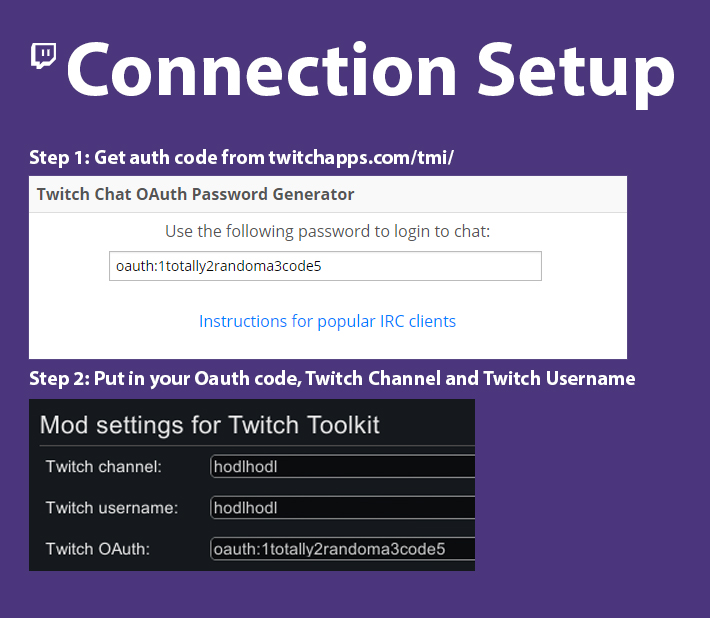 Connection Setup
Step 1: Get auth code from twitchapps.com/tmi/
Twitch Chat OAuth Password Generator
Use the following password to login to chat:
oauth:1totally2randoma3code5
Instructions for popular IRC clients
Step 2: Put in your Oauth code, Twitch Channel and Twitch Username
Mod settings for Twitch Toolkit
Twitch channel: hodlhodl
Twitch username: hodlhodl
Twitch OAuth: oauth:1totally2randoma3code5